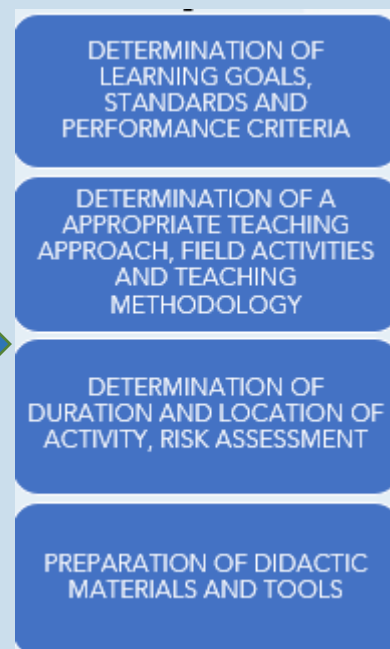 DETERMINATION OF
LEARNING GOALS,
STANDARDS AND
PERFORMANCE CRITERIA
DETERMINATION OF A
APPROPRIATE TEACHING
APPROACH, FIELD ACTIVITIES
AND TEACHING
METHODOLOGY
DETERMINATION OF
DURATION AND LOCATION OF
ACTIVITY, RISK ASSESSMENT
PREPARATION OF DIDACTIC
MATERIALS AND TOOLS